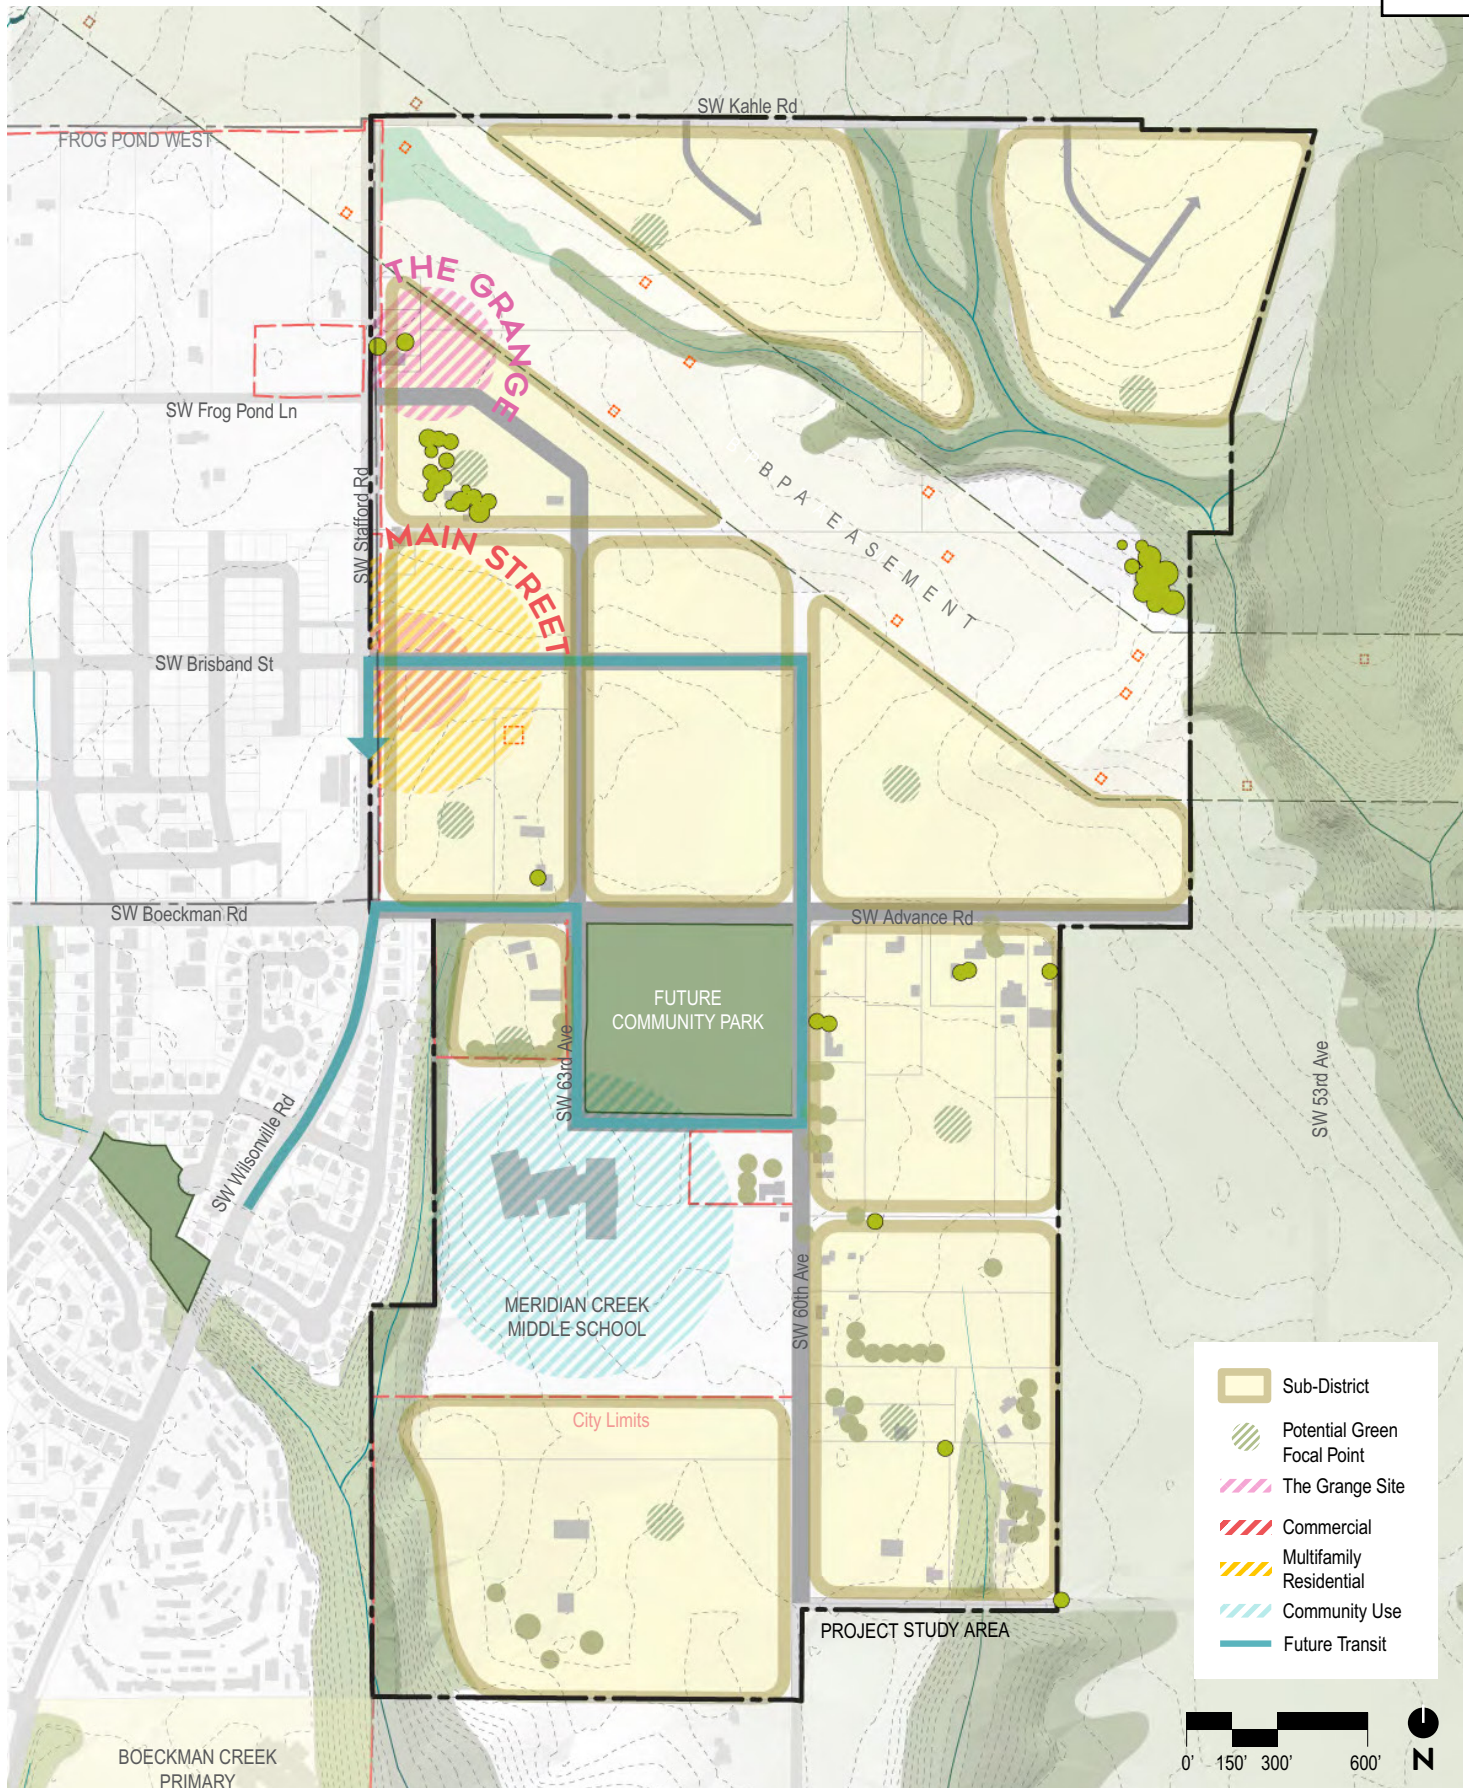 SW Kahle Rd
FROG POND WEST
THE GRANGE
SW Frog Pond Ln
SW Stafford Rd
BPA EASEMENT
MAIN STREET
SW Brisband St
SW Boeckman Rd
SW Advance Rd
FUTURE
COMMUNITY PARK
SW 63rd Ave
SW 53rd Ave
SW Wilsonville Rd
SW 60th Ave
MERIDIAN CREEK
MIDDLE SCHOOL
City Limits
PROJECT STUDY AREA
BOECKMAN CREEK
PRIMARY
Sub-District
Potential Green
Focal Point
The Grange Site
Commercial
Multifamily
Residential
Community Use
Future Transit
0' 150' 300' 600'
N